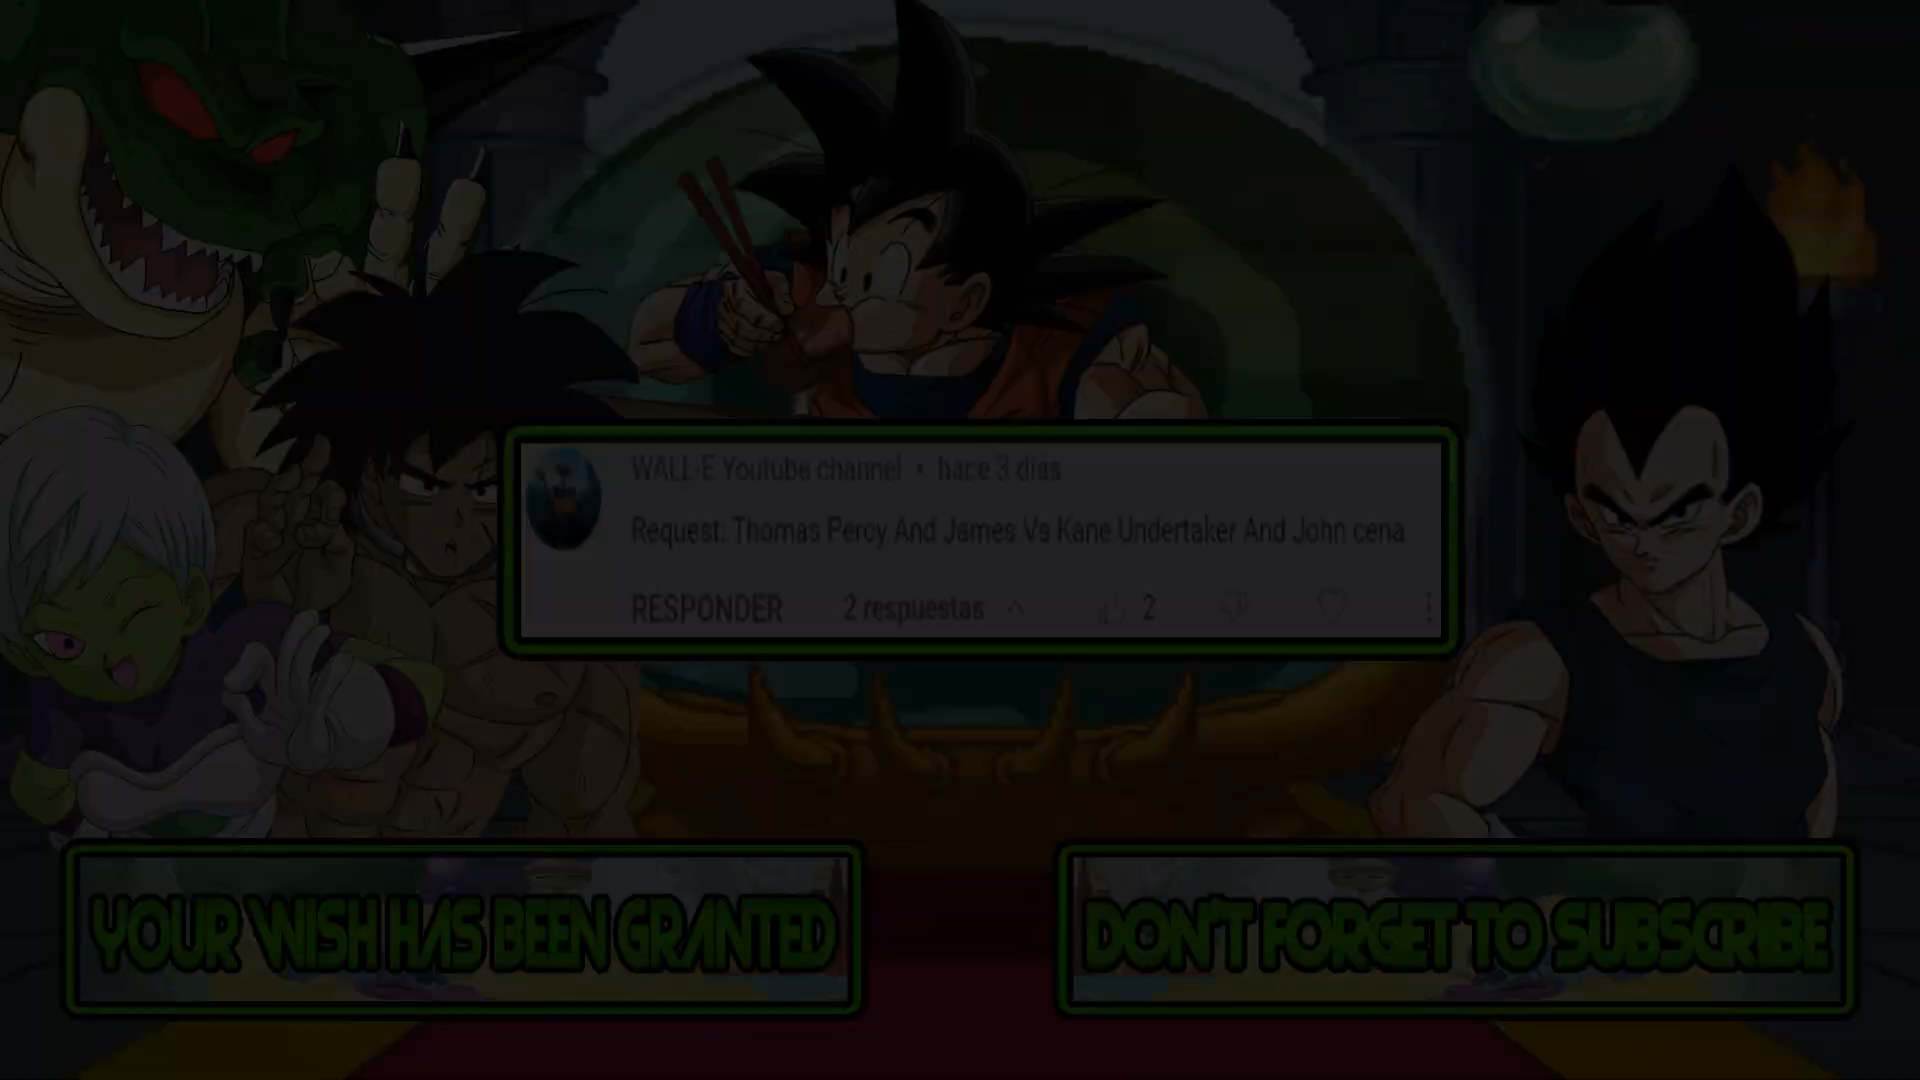 WALL-E Youtube channel • hace 3 días
Request: Thomas Percy And James Vs Kane Undertaker And John cena
RESPONDER 2 respuestas 2
YOUR WISH HAS BEEN GRANTED
DON'T FORGET TO SUBSCRIBE